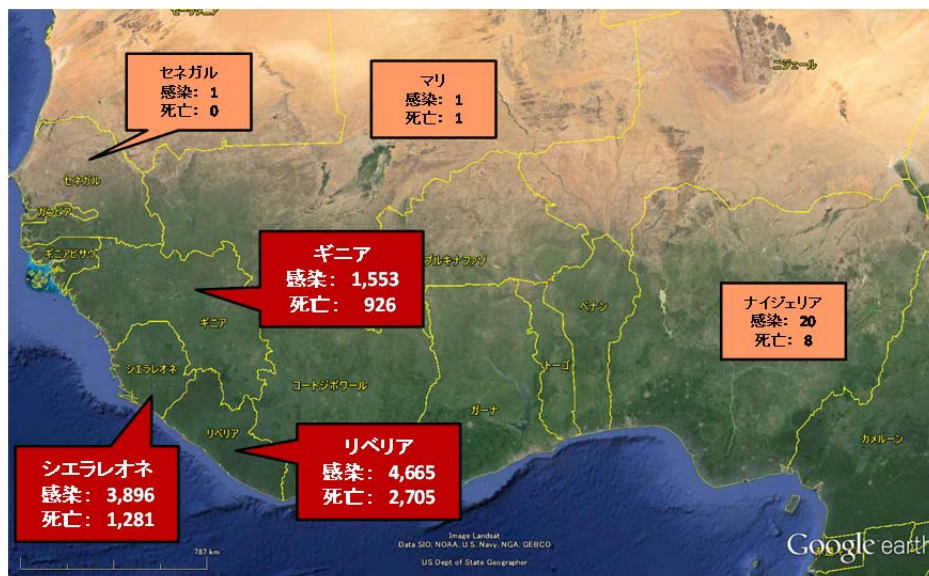 セネガル
感染: 1
死亡: 0
マリ
感染: 1
死亡: 1
ニジェール
セネガル
ガンビア
ギニアビサウ
ギニア
感染: 1,553
死亡: 926
ブルキナファソ
ギニア
ベナン
ナイジェリア
感染: 20
死亡: 8
シエラレオネ
コートジボワール
トーゴ
ガーナ
リベリア
カメルーン
シエラレオネ
感染: 3,896
死亡: 1,281
リベリア
感染: 4,665
死亡: 2,705
787 km
Image Landsat
Data SIO, NOAA, U.S. Navy, NGA, GEBCO
US Dept of State Geographer
Google earth